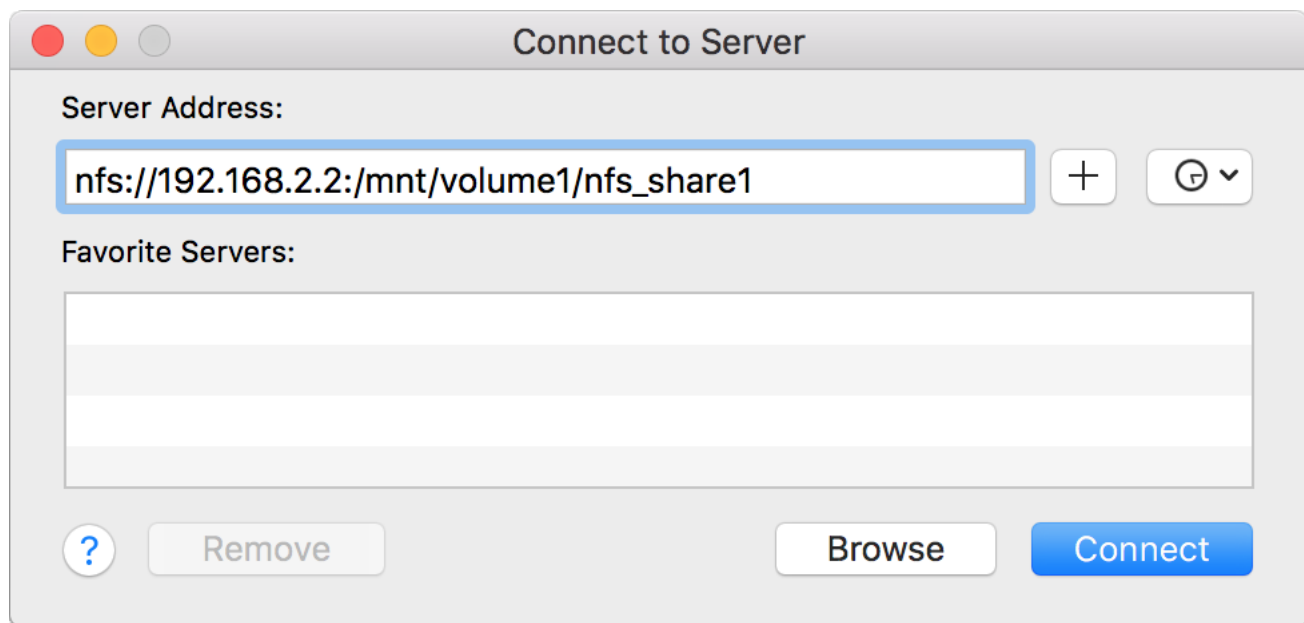 Connect to Server
Server Address:
nfs://192.168.2.2:/mnt/volume1/nfs_share1
Favorite Servers:
?
Remove
Browse
Connect